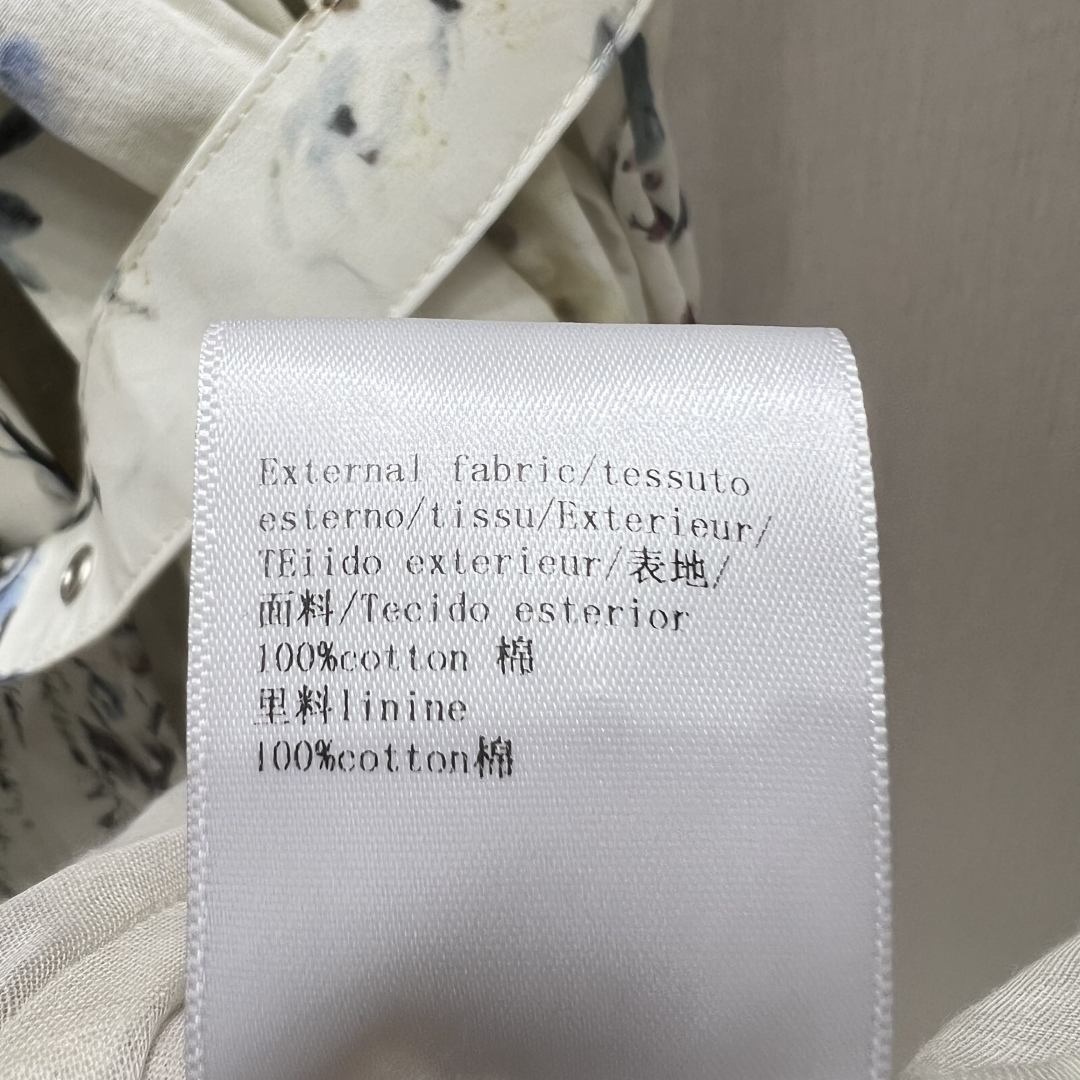 External fabric/tessuto
esterno/tissu/Exterieur/
TEiido exterieur/表地/
面料/Tecido esterior
100%cotton 棉
里料linine
100%cotton棉